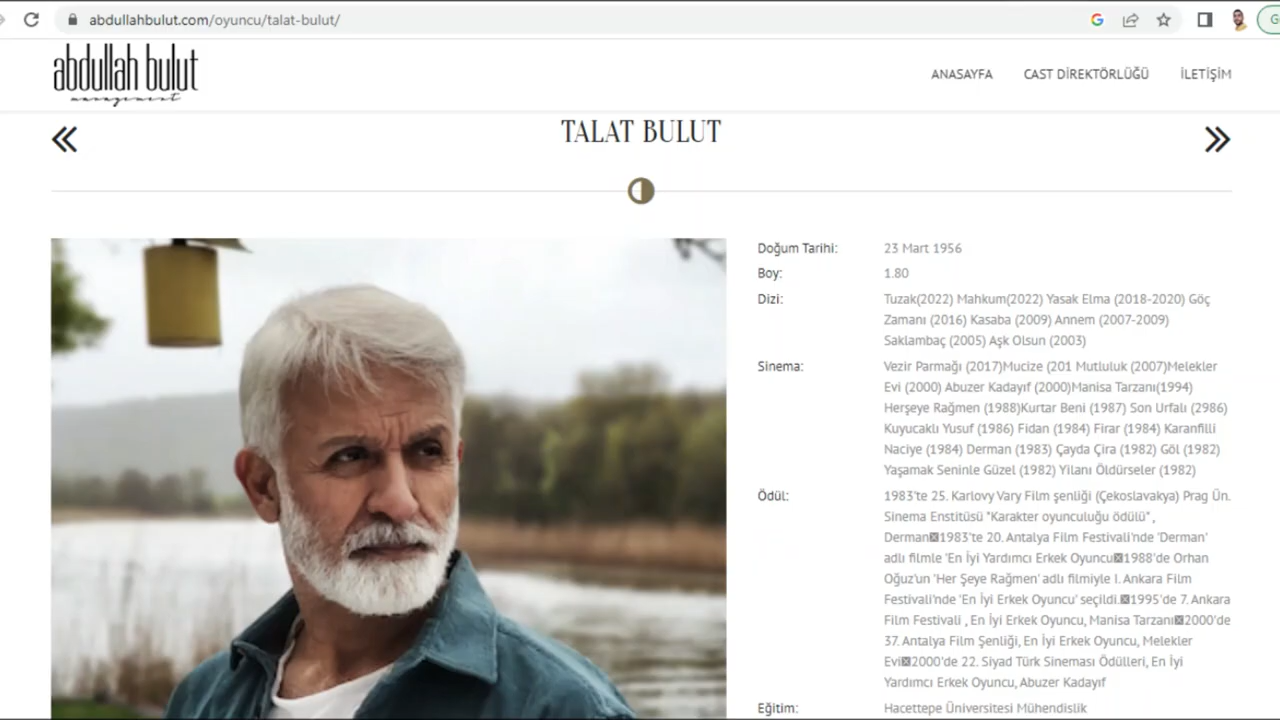 abdullahbulut.com/oyuncu/talat-bulut/
abdullah bulut
management
ANASAYFA
CAST DİREKTÖRLÜĞÜ
İLETİŞİM
TALAT BULUT
Doğum Tarihi:
23 Mart 1956
Boy:
1.80
Dizi:
Tuzak(2022) Mahkum(2022) Yasak Elma (2018-2020) Göç
Zamanı (2016) Kasaba (2009) Annem (2007-2009)
Saklambaç (2005) Aşk Olsun (2003)
Sinema:
Vezir Parmağı (2017)Mucize (201 Mutluluk (2007)Melekler
Evi (2000) Abuzer Kadayıf (2000)Manisa Tarzanı(1994)
Herşeye Rağmen (1988)Kurtar Beni (1987) Son Urfalı (2986)
Kuyucaklı Yusuf (1986) Fidan (1984) Firar (1984) Karanfilli
Naciye (1984) Derman (1983) Çayda Çira (1982) Göl (1982)
Yaşamak Seninle Güzel (1982) Yılanı Öldürseler (1982)
Ödül:
1983'te 25. Karlovy Vary Film şenliği (Çekoslavakya) Prag Ün.
Sinema Enstitüsü "Karakter oyunculuğu ödülü" ,
Derman1983'te 20. Antalya Film Festivali'nde 'Derman'
adlı filmle 'En İyi Yardımcı Erkek Oyuncu1988'de Orhan
Oğuz'un 'Her Şeye Rağmen' adlı filmiyle I. Ankara Film
Festivali'nde 'En İyi Erkek Oyuncu' seçildi.1995'de 7. Ankara
Film Festivali , En İyi Erkek Oyuncu, Manisa Tarzanı2000'de
37. Antalya Film Şenliği, En İyi Erkek Oyuncu, Melekler
Evi2000'de 22. Siyad Türk Sineması Ödülleri, En İyi
Yardımcı Erkek Oyuncu, Abuzer Kadayıf
Eğitim:
Hacettepe Üniversitesi Mühendislik